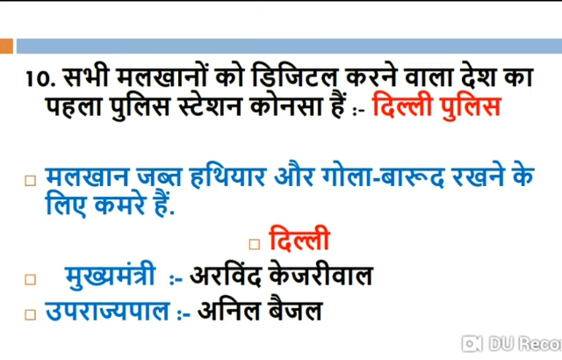 10. सभी मलखानों को डिजिटल करने वाला देश का
पहला पुलिस स्टेशन कोनसा हैं :- दिल्ली पुलिस
मलखान जब्त हथियार और गोला-बारूद रखने के
लिए कमरे हैं.
दिल्ली
मुख्यमंत्री :- अरविंद केजरीवाल
उपराज्यपाल :- अनिल बैजल
DU Reco